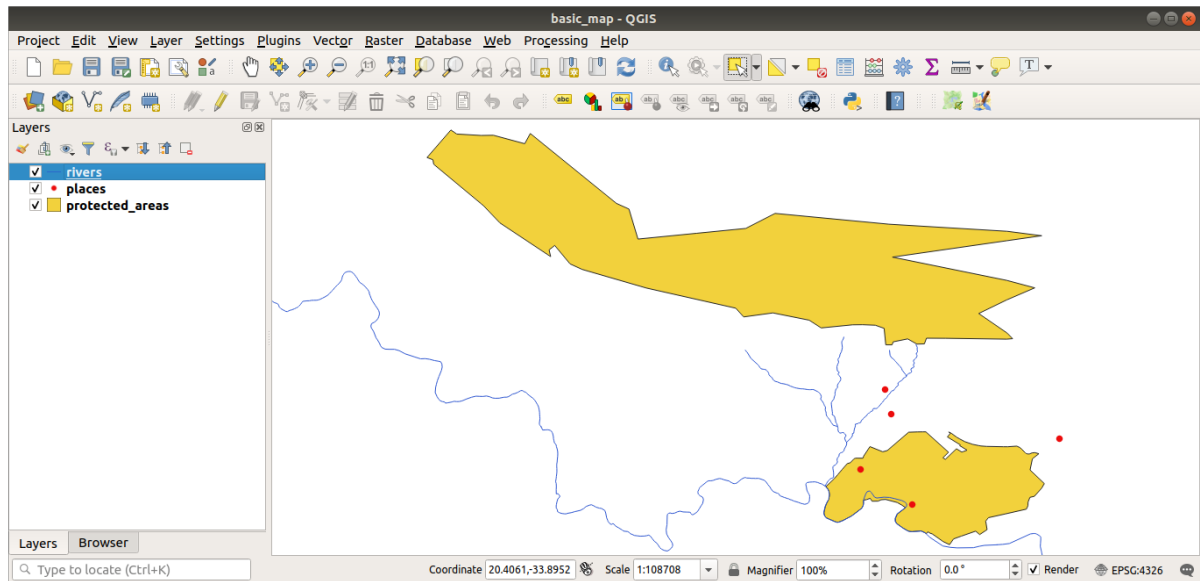 basic_map - QGIS
Project Edit View Layer Settings Plugins Vector Raster Database Web Processing Help
Layers
rivers
places
protected_areas
Layers Browser
Type to locate (Ctrl+K) Coordinate 20.4061,-33.8952 Scale 1:108708 Magnifier 100% Rotation 0.0 ° Render EPSG:4326